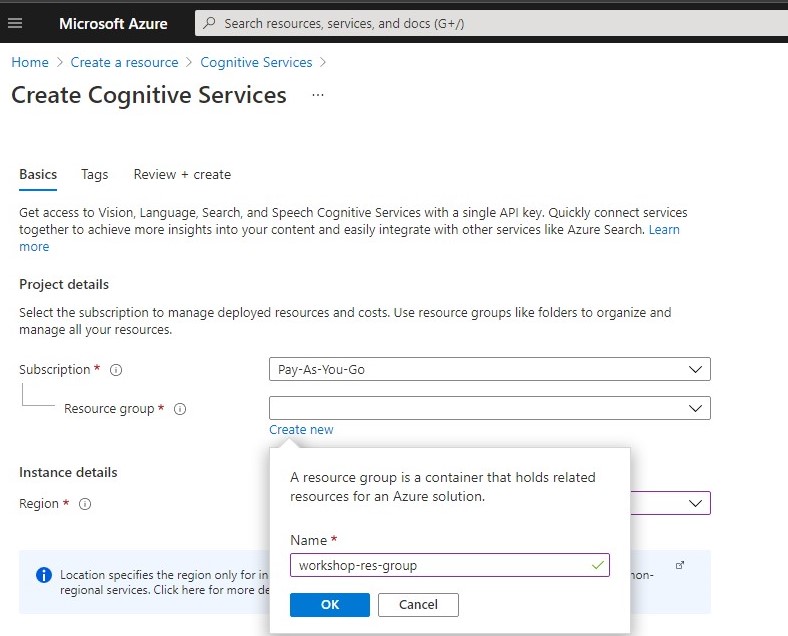 Microsoft Azure
Search resources, services, and docs (G+/)
Home > Create a resource > Cognitive Services >
Create Cognitive Services ...
Basics Tags Review + create
Get access to Vision, Language, Search, and Speech Cognitive Services with a single API key. Quickly connect services
together to achieve more insights into your content and easily integrate with other services like Azure Search. Learn
more
Project details
Select the subscription to manage deployed resources and costs. Use resource groups like folders to organize and
manage all your resources.
Subscription *
Pay-As-You-Go
Resource group *
Create new
A resource group is a container that holds related
resources for an Azure solution.
Name *
workshop-res-group
OK Cancel
Instance details
Region *
Location specifies the region only for
regional services. Click here for more